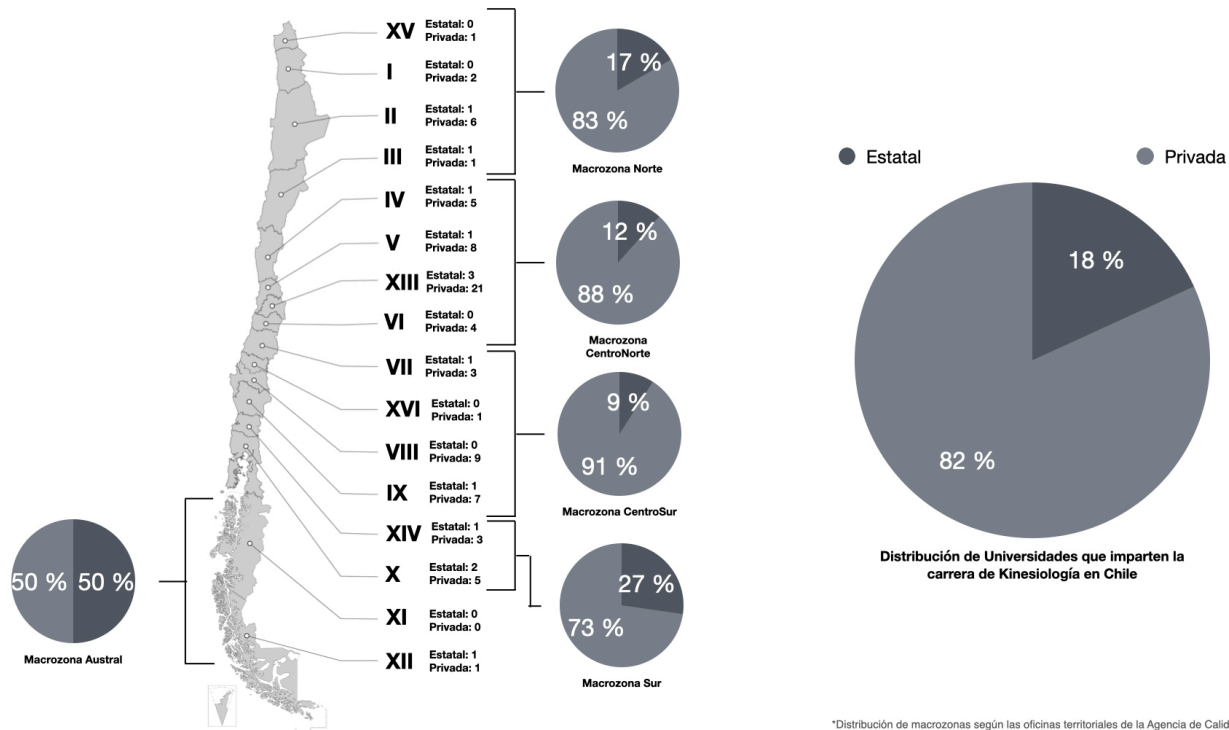 XV
Estatal: 0
Privada: 1
I
Estatal: 0
Privada: 2
II
Estatal: 1
Privada: 6
III
Estatal: 1
Privada: 1
IV
Estatal: 1
Privada: 5
V
Estatal: 1
Privada: 8
XIII
Estatal: 3
Privada: 21
VI
Estatal: 0
Privada: 4
VII
Estatal: 1
Privada: 3
XVI
Estatal: 0
Privada: 1
VIII
Estatal: 0
Privada: 9
IX
Estatal: 1
Privada: 7
XIV
Estatal: 1
Privada: 3
X
Estatal: 2
Privada: 5
XI
Estatal: 0
Privada: 0
XII
Estatal: 1
Privada: 1
17 %
83 %
Macrozona Norte
12 %
88 %
Macrozona
CentroNorte
9 %
91 %
Macrozona CentroSur
27 %
73 %
Macrozona Sur
50 % 50 %
Macrozona Austral
Estatal
Privada
18 %
82 %
Distribución de Universidades que imparten la
carrera de Kinesiología en Chile
*Distribución de macrozonas según las oficinas territoriales de la Agencia de Calid